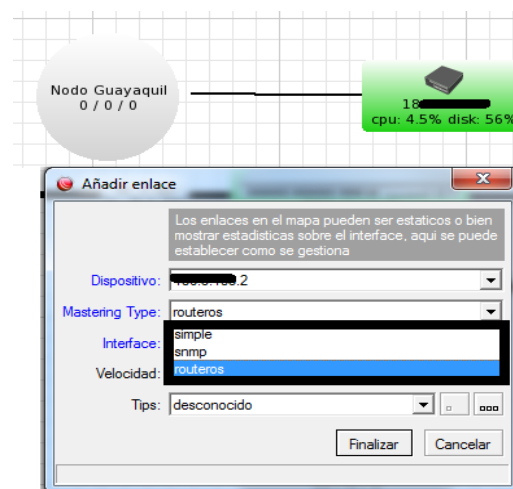 Nodo Guayaquil
0 / 0 / 0
18
cpu: 4.5% disk: 56%
Añadir enlace
Los enlaces en el mapa pueden ser estaticos o bien
mostrar estadisticas sobre el interface, aqui se puede
establecer como se gestiona
Dispositivo: .2
Mastering Type: routeros
Interface: simple
snmp
Velocidad: routeros
Tips: desconocido
Finalizar Cancelar